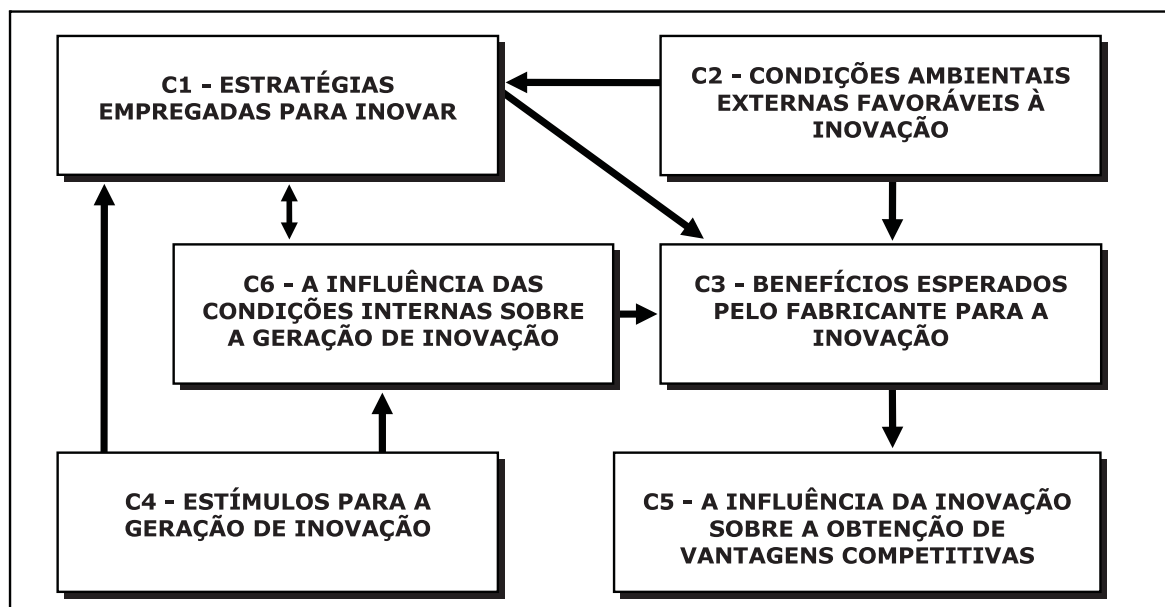 C1 - ESTRATÉGIAS
EMPREGADAS PARA INOVAR
C2 - CONDIÇÕES AMBIENTAIS
EXTERNAS FAVORÁVEIS À
INOVAÇÃO
C6 - A INFLUÊNCIA DAS
CONDIÇÕES INTERNAS SOBRE
A GERAÇÃO DE INOVAÇÃO
C3 - BENEFÍCIOS ESPERADOS
PELO FABRICANTE PARA A
INOVAÇÃO
C4 - ESTÍMULOS PARA A
GERAÇÃO DE INOVAÇÃO
C5 - A INFLUÊNCIA DA INOVAÇÃO
SOBRE A OBTENÇÃO DE
VANTAGENS COMPETITIVAS